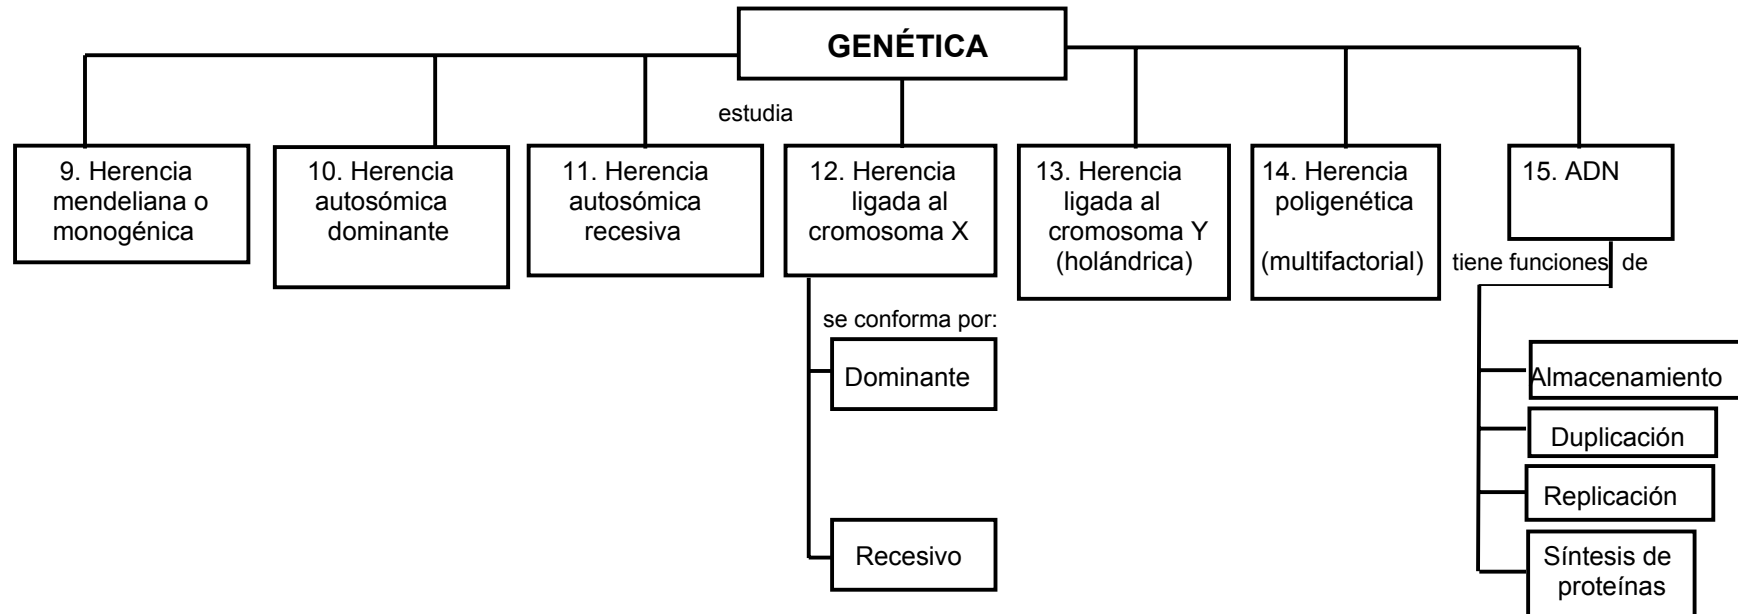 GENÉTICA
estudia
9. Herencia
mendeliana o
monogénica
10. Herencia
autosómica
dominante
11. Herencia
autosómica
recesiva
12. Herencia
ligada al
cromosoma X
13. Herencia
ligada al
cromosoma Y
(holándrica)
14. Herencia
poligenética
(multifactorial)
15. ADN
se conforma por:
Dominante
Recesivo
tiene funciones de
Almacenamiento
Duplicación
Replicación
Síntesis de
proteínas